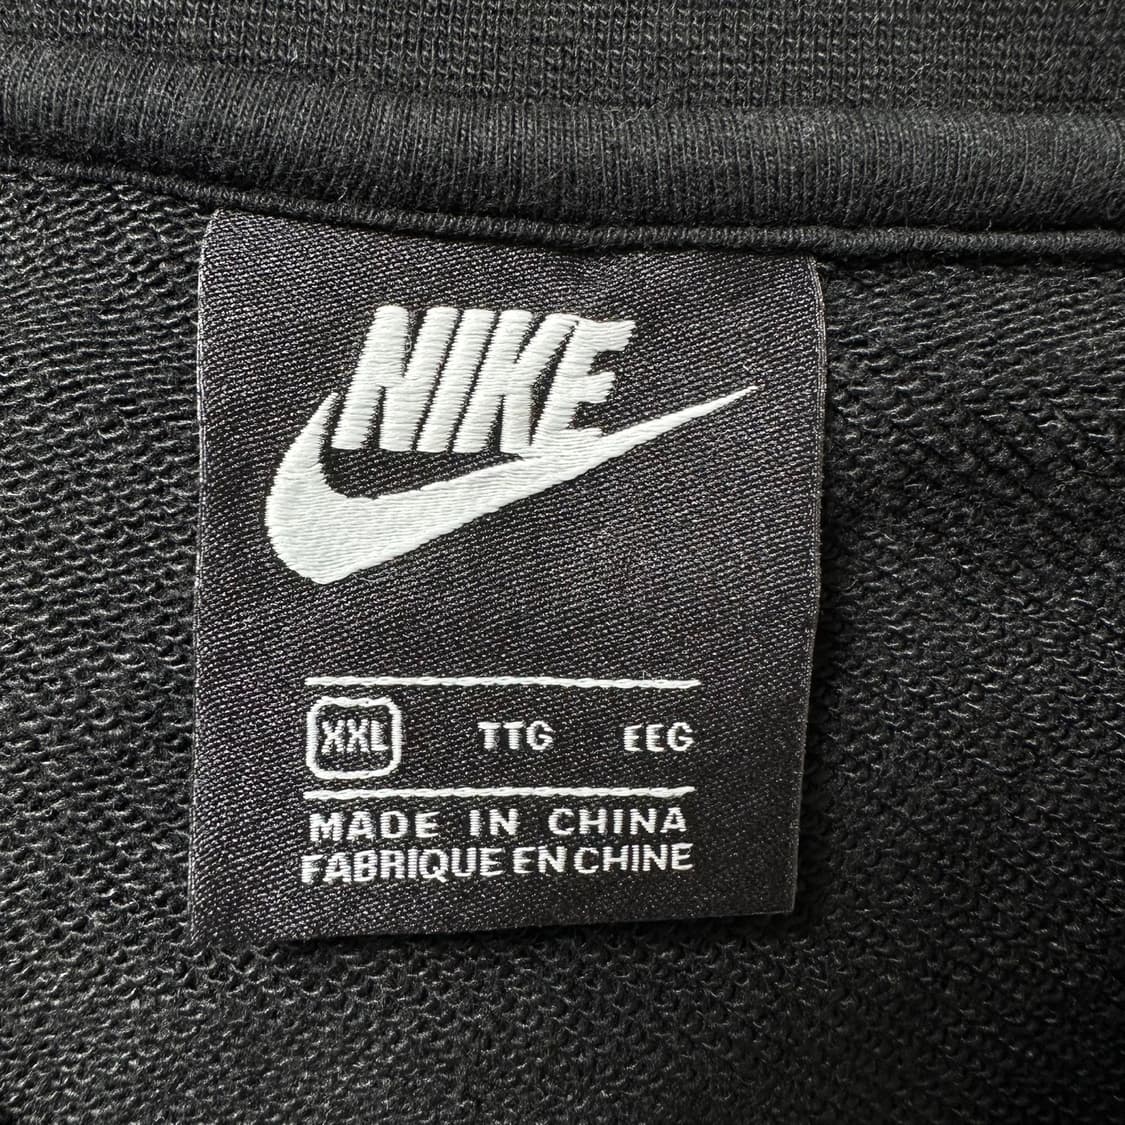 NIKE
XXL TTG EEG
MADE IN CHINA
FABRIQUE EN CHINE